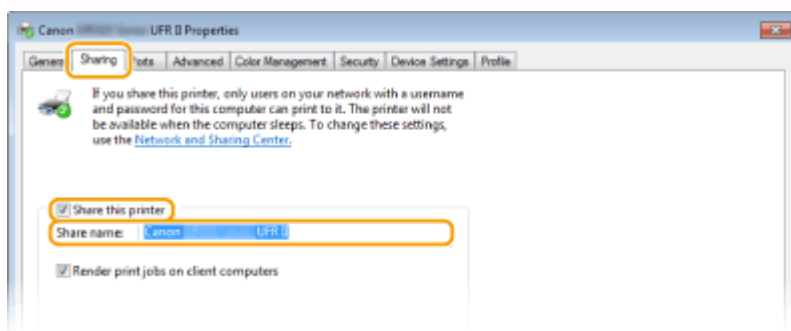 Canon UFR II Properties
General Sharing Ports Advanced Color Management Security Device Settings Profile
If you share this printer, only users on your network with a username
and password for this computer can print to it. The printer will not
be available when the computer sleeps. To change these settings,
use the Network and Sharing Center.
Share this printer
Share name: Canon UFR II
Render print jobs on client computers